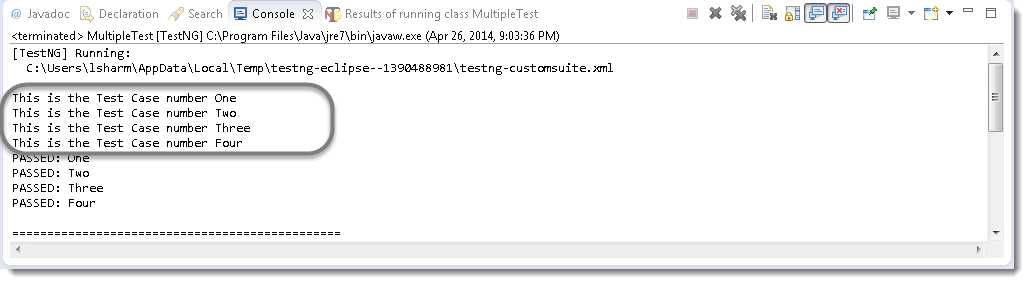 Javadoc Declaration Search Console Results of running class MultipleTest
<terminated> MultipleTest [TestNG] C:\Program Files\Java\jre7\bin\javaw.exe (Apr 26, 2014, 9:03:36 PM)
[TestNG] Running:
C:\Users\lsharm\AppData\Local\Temp\testng-eclipse--1390488981\testng-customsuite.xml
This is the Test Case number One
This is the Test Case number Two
This is the Test Case number Three
This is the Test Case number Four
PASSED: One
PASSED: Two
PASSED: Three
PASSED: Four
===============================================